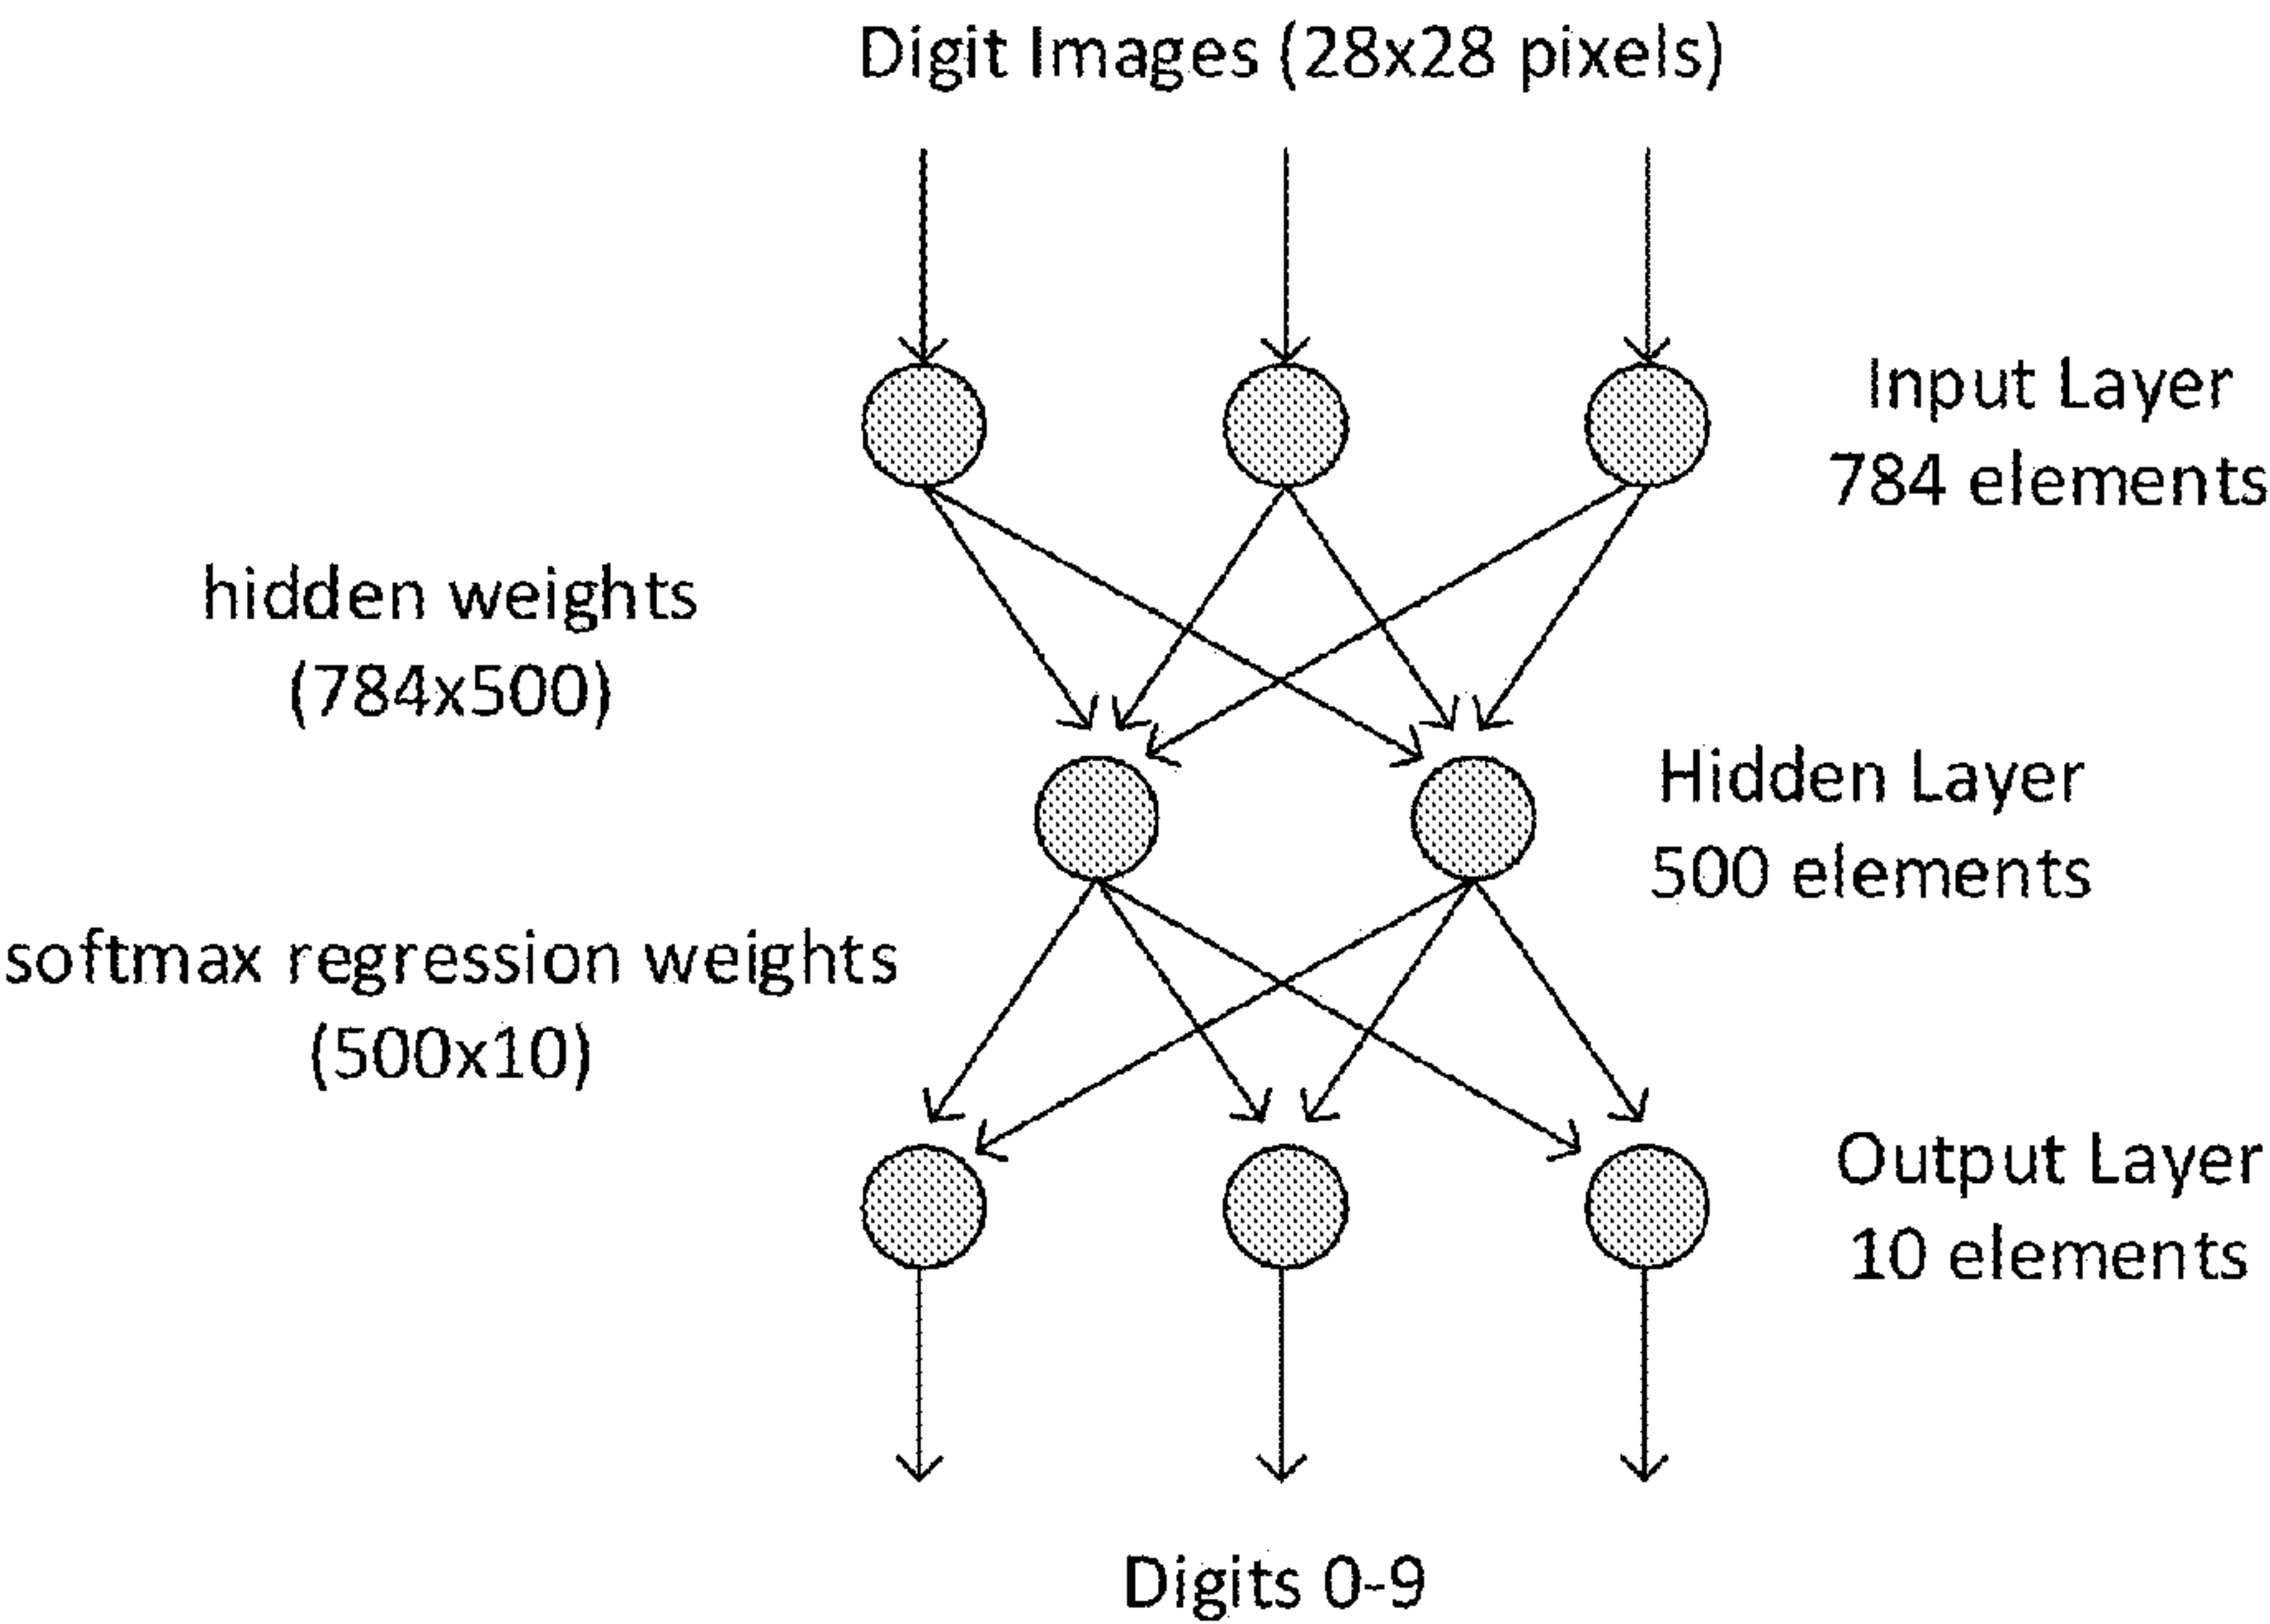 Digit Images (28x28 pixels)
Input Layer
784 elements
hidden weights
(784x500)
Hidden Layer
500 elements
softmax regression weights
(500x10)
Output Layer
10 elements
Digits 0-9